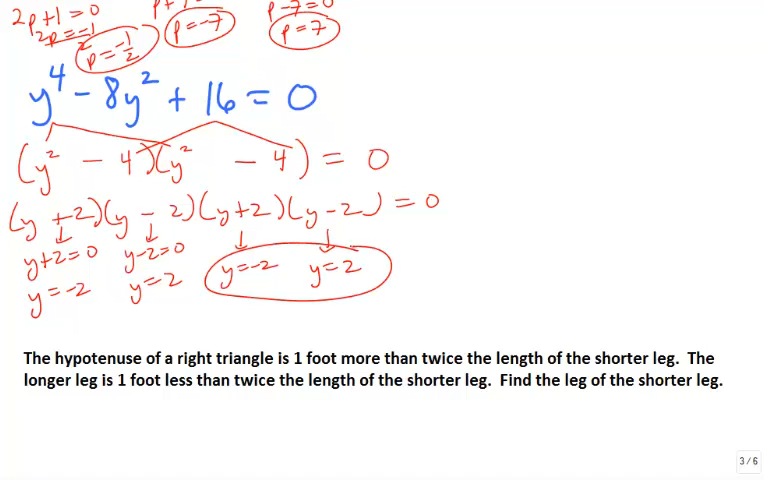 2p+1=0 p-7=0
2p=-1 p=-7 p=7
2
p=-1/2
y⁴ - 8y² + 16 = 0
(y² - 4)(y² - 4) = 0
(y+2)(y-2)(y+2)(y-2) = 0
y+2=0 y-2=0 y=-2 y=2
y=-2 y=2
The hypotenuse of a right triangle is 1 foot more than twice the length of the shorter leg. The
longer leg is 1 foot less than twice the length of the shorter leg. Find the leg of the shorter leg.
3/6